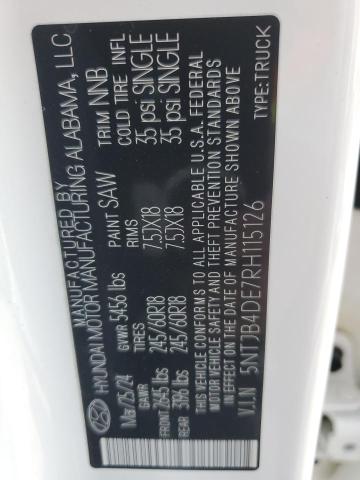 MANUFACTURED BY
HYUNDAI MOTOR MANUFACTURING ALABAMA, LLC
Mar/25/24 GVWR 5456 lbs PAINT SAW TRIM NNB
GAWR TIRES RIMS COLD TIRE INFL
FRONT 2645 lbs 245/60R18 7.5JX18 35 psi SINGLE
REAR 3196 lbs 245/60R18 7.5JX18 35 psi SINGLE
THIS VEHICLE CONFORMS TO ALL APPLICABLE U.S.A. FEDERAL
MOTOR VEHICLE SAFETY AND THEFT PREVENTION STANDARDS
IN EFFECT ON THE DATE OF MANUFACTURE SHOWN ABOVE.
V.I.N 5NTJB4DE7RH115126 TYPE:TRUCK